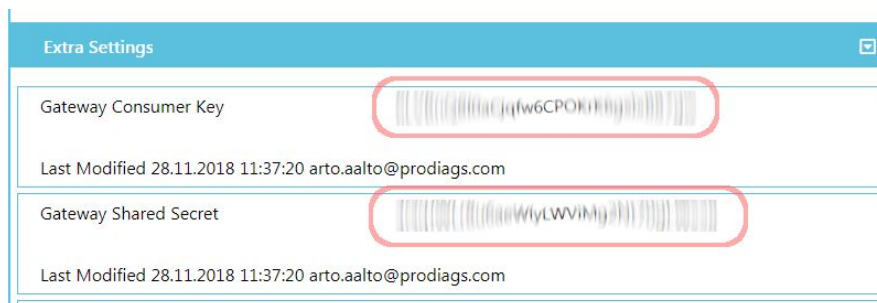 Extra Settings
Gateway Consumer Key
Last Modified 28.11.2018 11:37:20 arto.aalto@prodiags.com
Gateway Shared Secret
Last Modified 28.11.2018 11:37:20 arto.aalto@prodiags.com